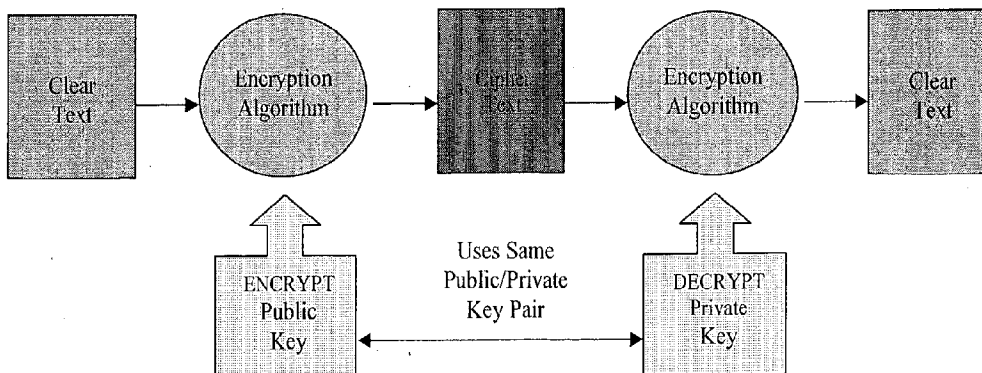 Clear
Text
Encryption
Algorithm
Cipher
Text
Encryption
Algorithm
Clear
Text
ENCRYPT
Public
Key
Uses Same
Public/Private
Key Pair
DECRYPT
Private
Key